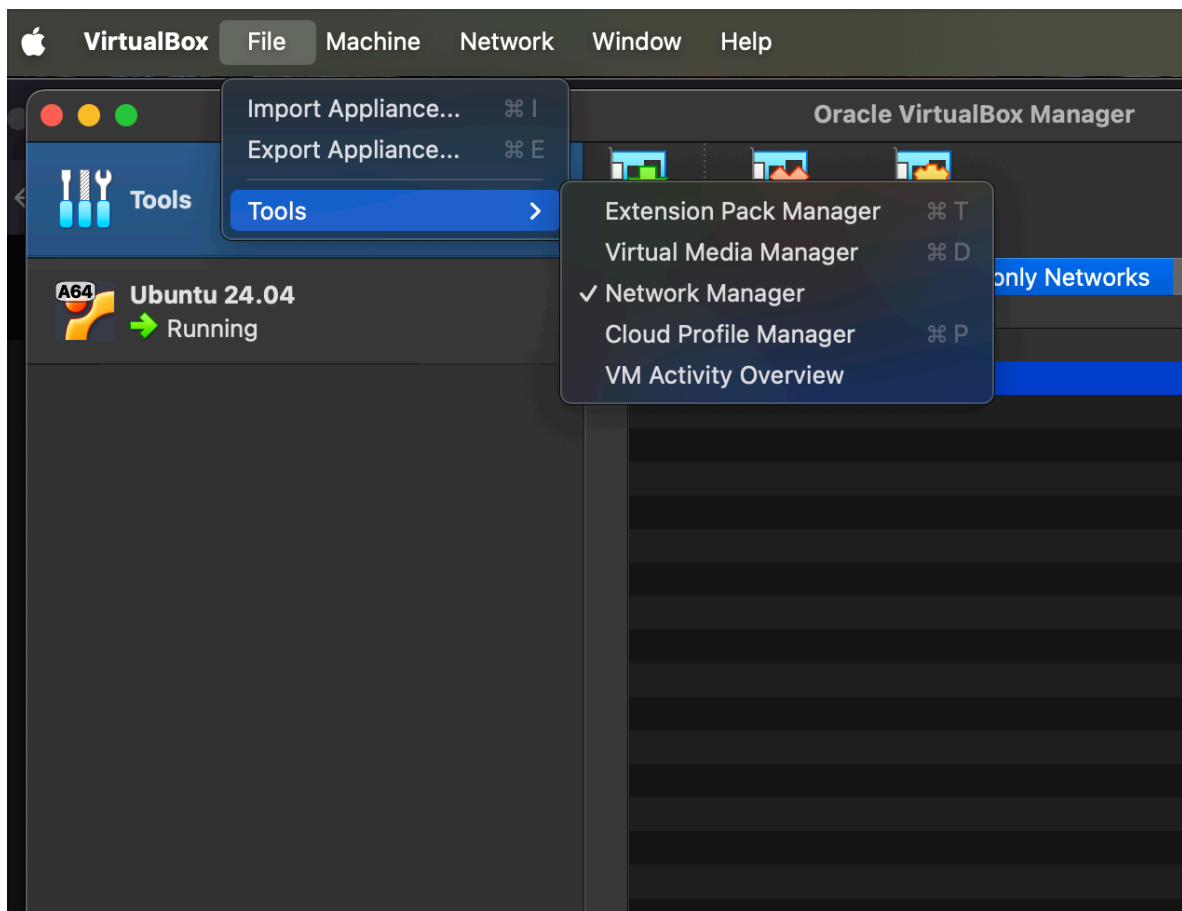 VirtualBox File Machine Network Window Help
Oracle VirtualBox Manager
Import Appliance... ⌘ I
Export Appliance... ⌘ E
Tools
Tools
Extension Pack Manager ⌘ T
Virtual Media Manager ⌘ D
Network Manager
Cloud Profile Manager ⌘ P
VM Activity Overview
only Networks
A64
Ubuntu 24.04
Running